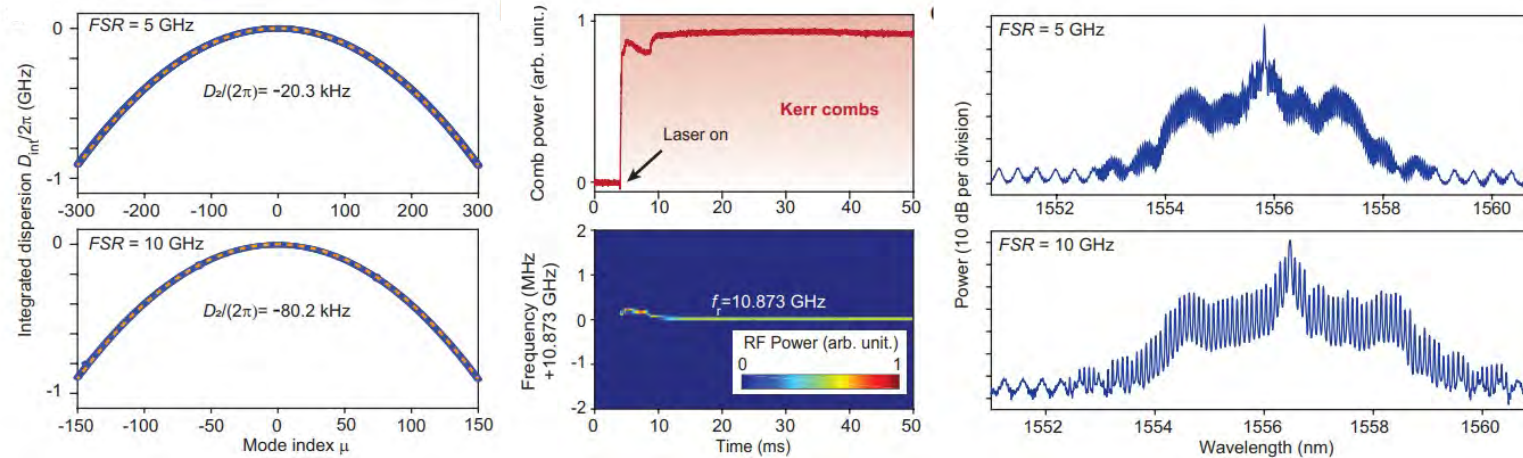 Integrated dispersion Dint/2π (GHz)
FSR = 5 GHz
D₂/(2π)= −20.3 kHz
0
-1
-300 -200 -100 0 100 200 300
FSR = 10 GHz
D₂/(2π)= −80.2 kHz
0
-1
-150 -100 -50 0 50 100 150
Mode index μ
Comb power (arb. unit.)
1
0
Kerr combs
Laser on
0 10 20 30 40 50
Frequency (MHz
+10.873 GHz)
2
1
0
-1
-2
fr=10.873 GHz
RF Power (arb. unit.)
0 1
0 10 20 30 40 50
Time (ms)
Power (10 dB per division)
FSR = 5 GHz
1552 1554 1556 1558 1560
FSR = 10 GHz
1552 1554 1556 1558 1560
Wavelength (nm)